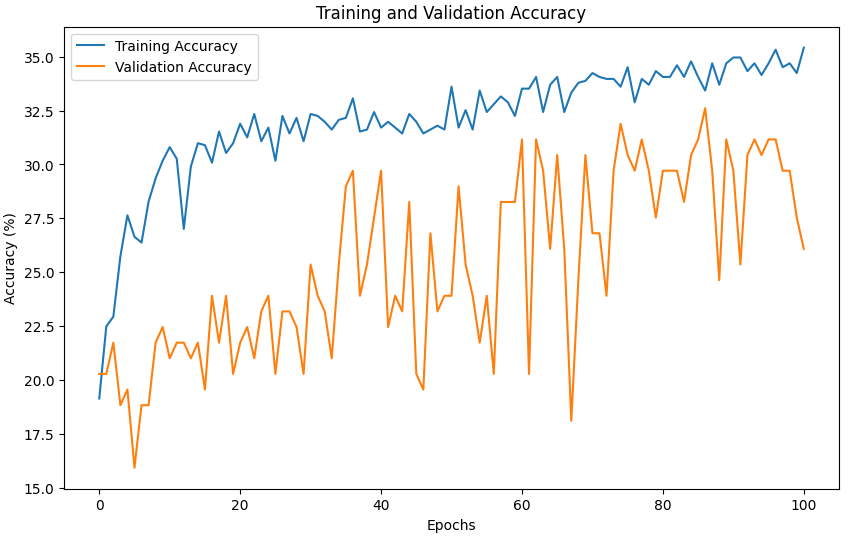 Training and Validation Accuracy
Training Accuracy
Validation Accuracy
Accuracy (%)
35.0
32.5
30.0
27.5
25.0
22.5
20.0
17.5
15.0
0 20 40 60 80 100
Epochs